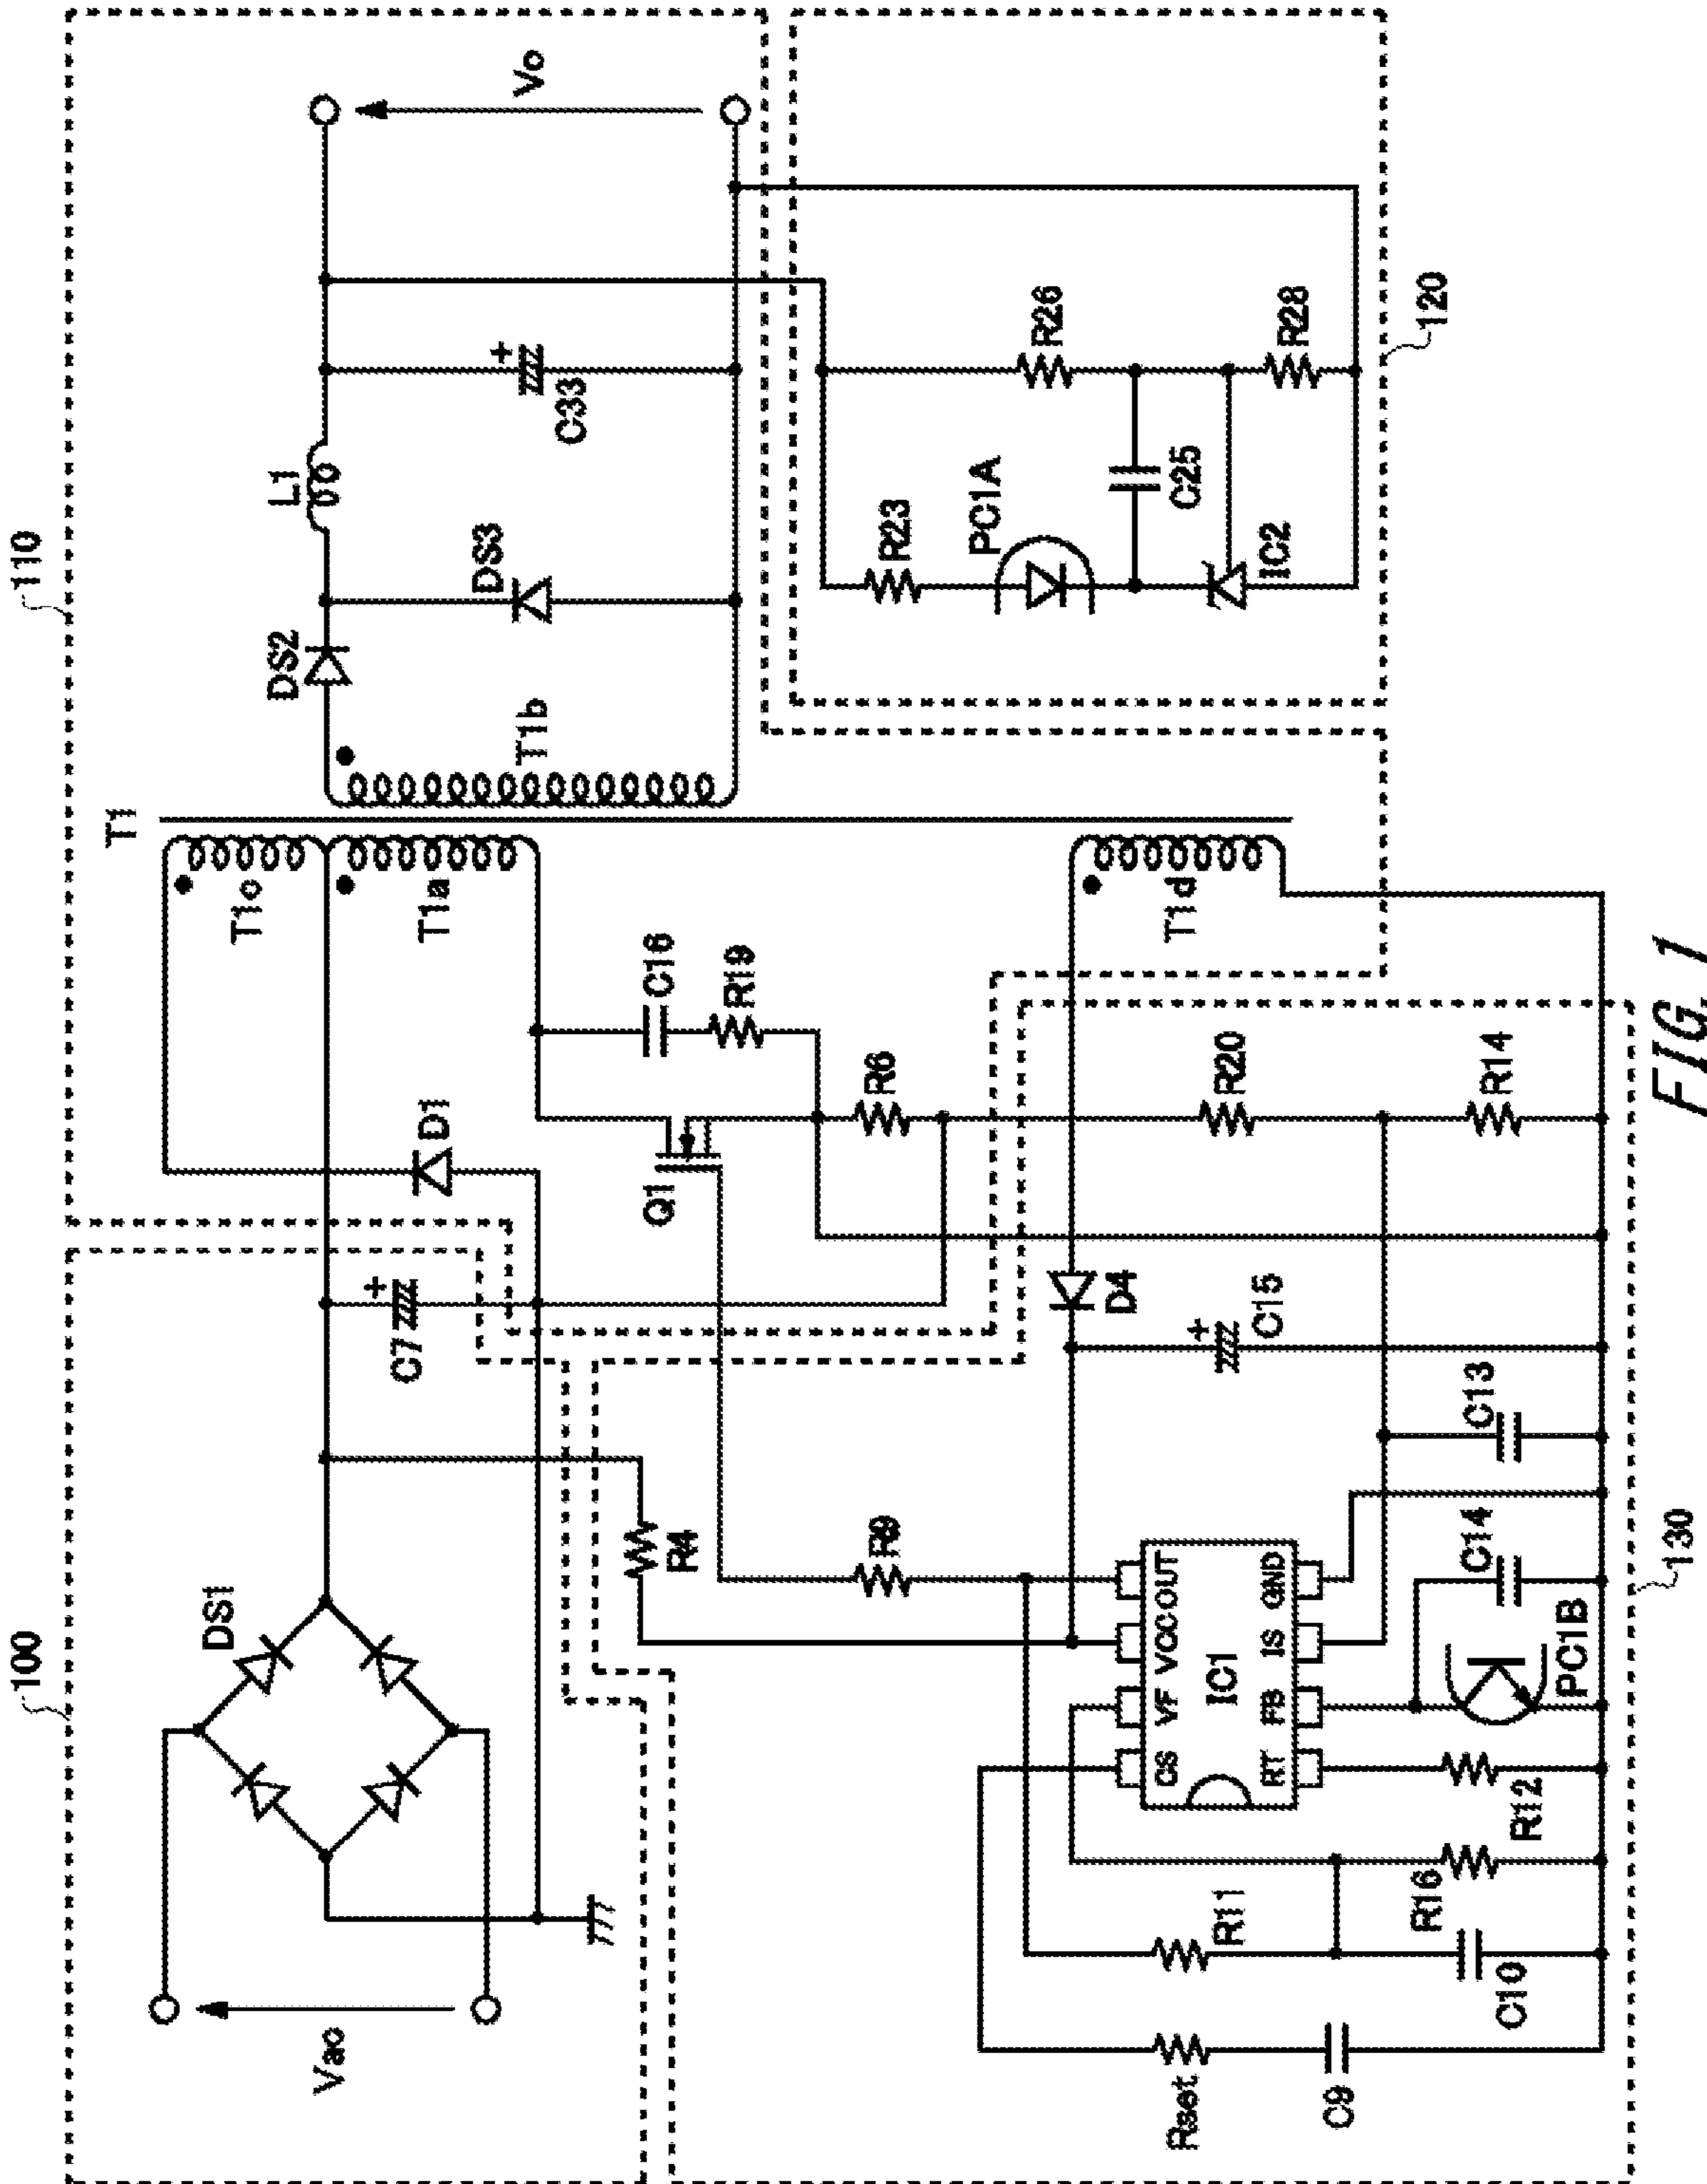 100
110
Vac
DS1
C7
D1
T1
T1c
T1a
T1b
DS2
DS3
L1
C33
Vo
R4
Q1
C16
R19
R6
R9
D4
T1d
R23
PC1A
C25
IC2
R26
R28
120
Rset
C9
R11
C10
R16
R12
CS VF VCC OUT
IC1
RT FB IS GND
PC1B
C14
C13
C15
R20
R14
130
FIG. 1